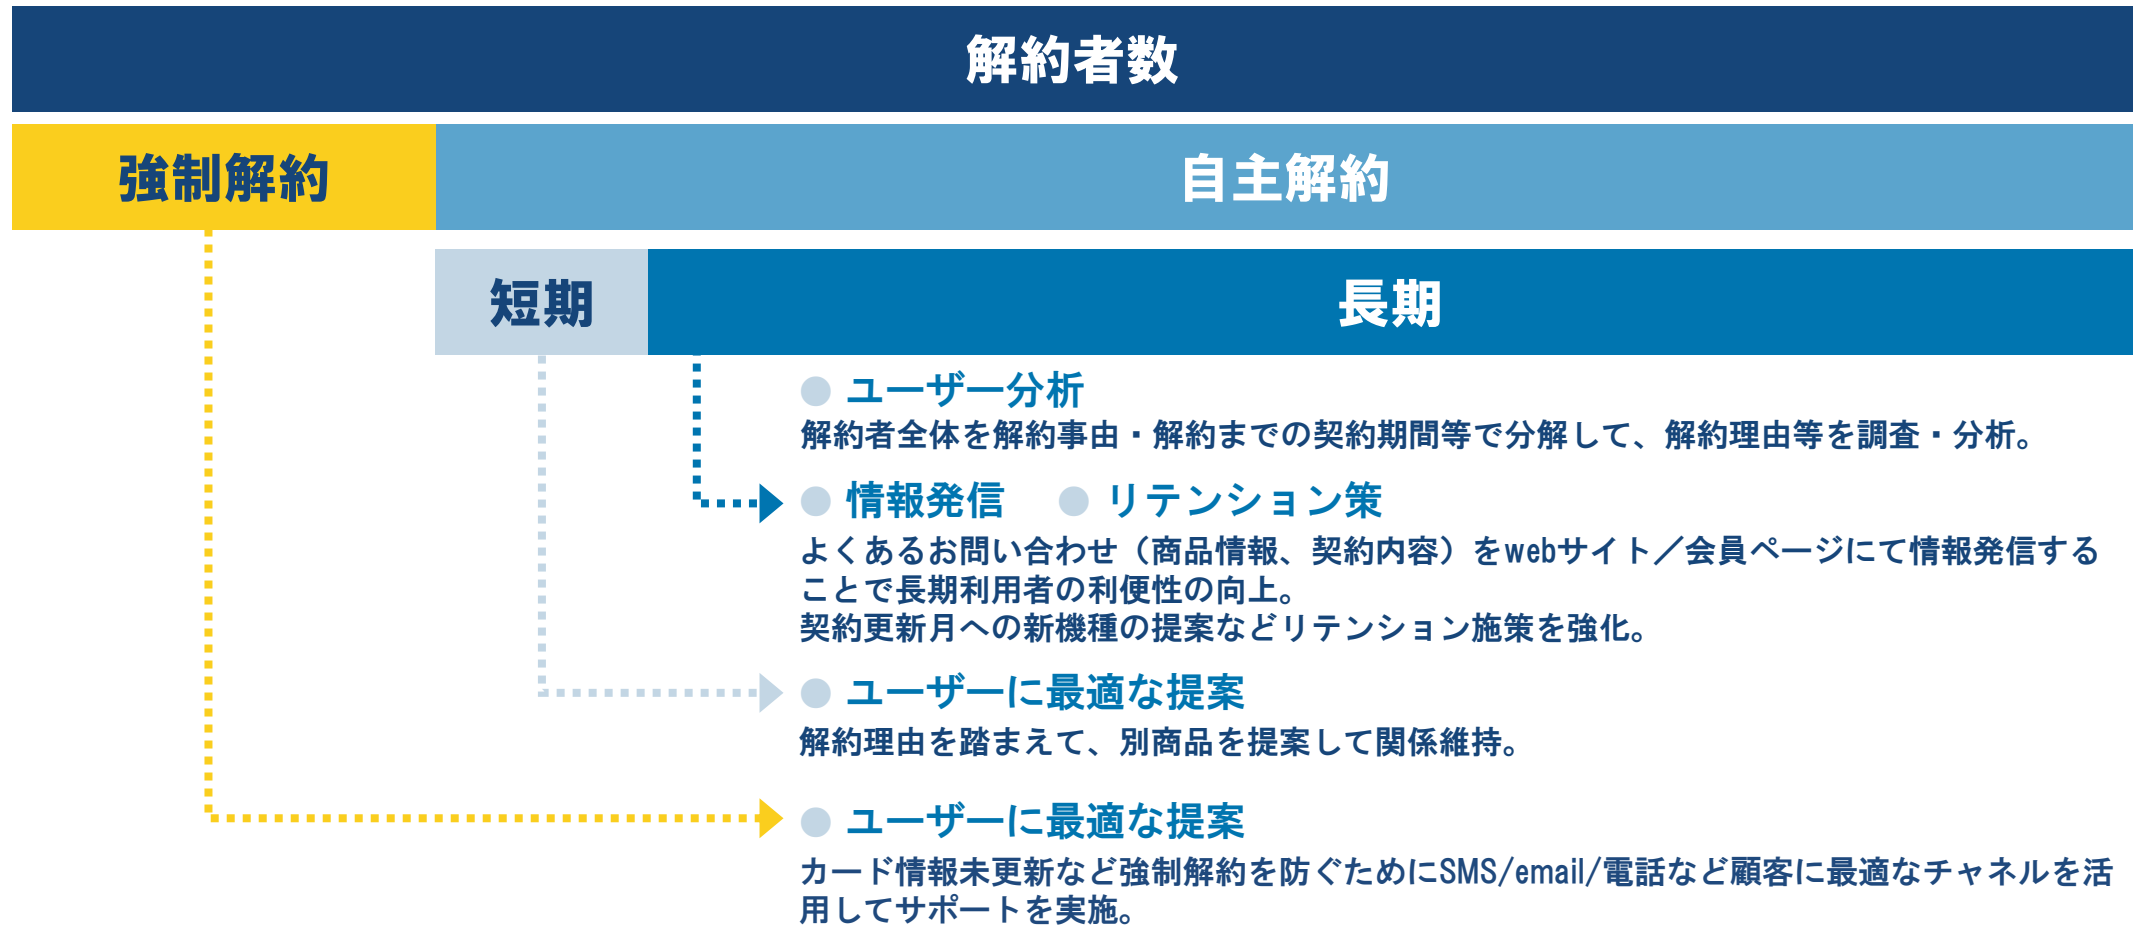 解約者数
強制解約
自主解約
短期
長期
● ユーザー分析
解約者全体を解約事由・解約までの契約期間等で分解して、解約理由等を調査・分析。
● 情報発信 ● リテンション策
よくあるお問い合わせ（商品情報、契約内容）をwebサイト／会員ページにて情報発信する
ことで長期利用者の利便性の向上。
契約更新月への新機種の提案などリテンション施策を強化。
● ユーザーに最適な提案
解約理由を踏まえて、別商品を提案して関係維持。
● ユーザーに最適な提案
カード情報未更新など強制解約を防ぐためにSMS/email/電話など顧客に最適なチャネルを活
用してサポートを実施。